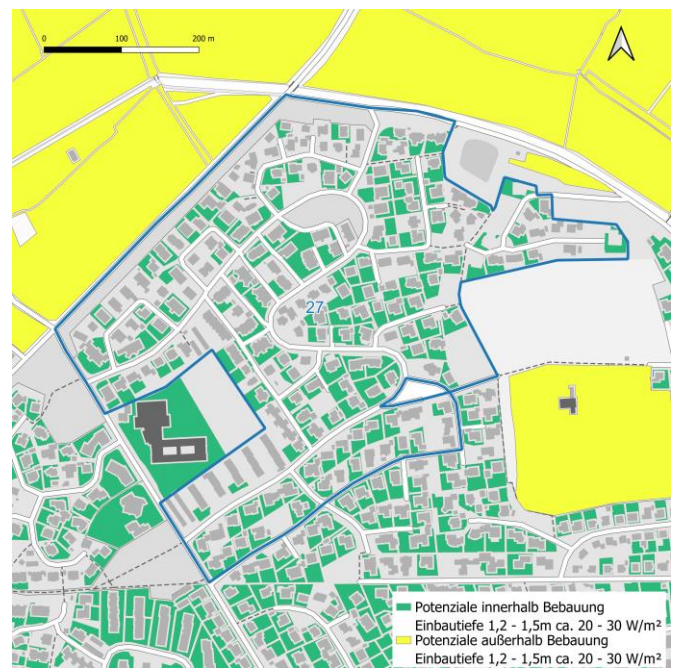 0 100 200 m
27
Potenziale innerhalb Bebauung
Einbautiefe 1,2 - 1,5m ca. 20 - 30 W/m²
Potenziale außerhalb Bebauung
Einbautiefe 1,2 - 1,5m ca. 20 - 30 W/m²